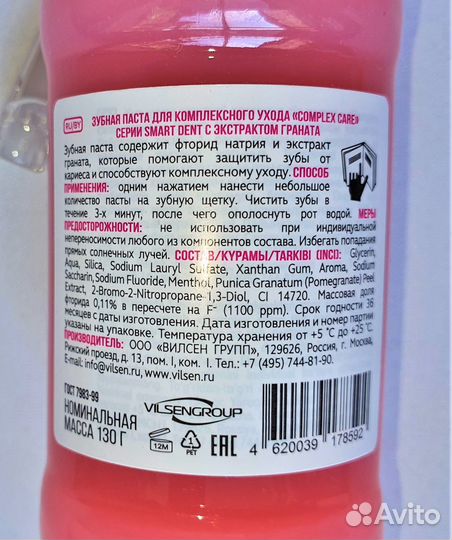 RU/BY
ЗУБНАЯ ПАСТА ДЛЯ КОМПЛЕКСНОГО УХОДА «COMPLEX CARE»
СЕРИИ SMART DENT С ЭКСТРАКТОМ ГРАНАТА
Зубная паста содержит фторид натрия и экстракт
граната, которые помогают защитить зубы от
кариеса и способствуют комплексному уходу. СПОСОБ
ПРИМЕНЕНИЯ: одним нажатием нанести небольшое
количество пасты на зубную щетку. Чистить зубы в
течение 3-х минут, после чего ополоснуть рот водой. МЕРЫ
ПРЕДОСТОРОЖНОСТИ: не использовать при индивидуальной
непереносимости любого из компонентов состава. Избегать попадания
прямых солнечных лучей. СОСТАВ/КУРАМЫ/TARKIBI (INCI): Glycerin,
Aqua, Silica, Sodium Lauryl Sulfate, Xanthan Gum, Aroma, Sodium
Saccharin, Sodium Fluoride, Menthol, Punica Granatum (Pomegranate) Peel
Extract, 2-Bromo-2-Nitropropane-1,3-Diol, CI 14720. Массовая доля
фторида 0,11% в пересчете на F- (1100 ppm). Срок годности 36
месяцев с даты изготовления. Дата изготовления и номер партии
указаны на упаковке. Температура хранения от +5 °С до +25 °С.
ПРОИЗВОДИТЕЛЬ: ООО «ВИЛСЕН ГРУПП», 129626, Россия, г. Москва,
Рижский проезд, д. 13, пом. I, ком. I. Тел.: +7 (495) 744-81-90.
E-mail: info@vilsen.ru, www.vilsen.ru
ГОСТ 7983-99
НОМИНАЛЬНАЯ
МАССА 130 Г
VILSENGROUP
12M
1
PET
EAC
4 620039 178592
Avito